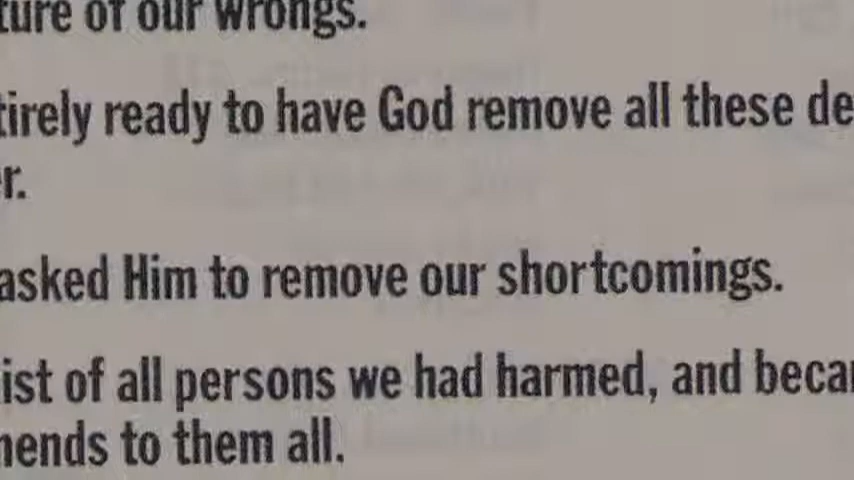 ture of our wrongs.
tirely ready to have God remove all these de
r.
asked Him to remove our shortcomings.
ist of all persons we had harmed, and becam
nends to them all.